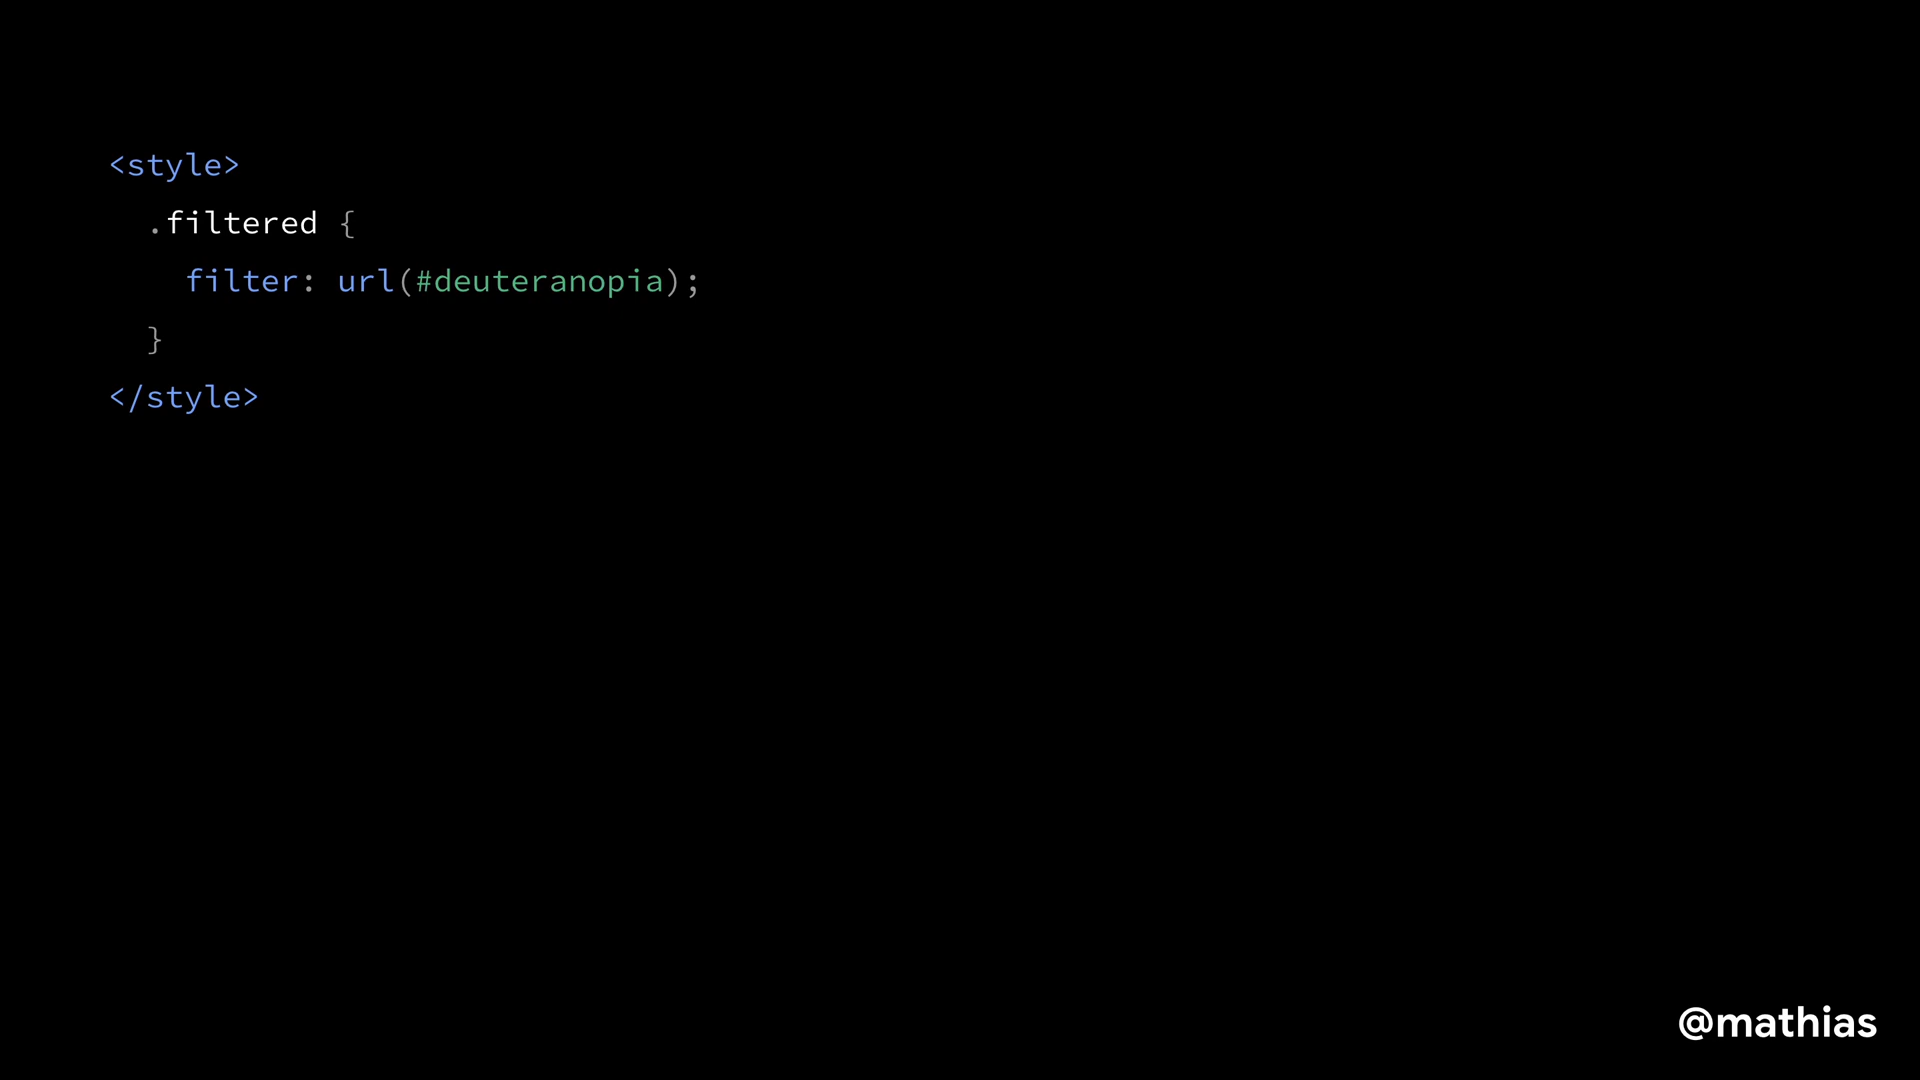 <style>
  .filtered {
    filter: url(#deuteranopia);
  }
</style>
@mathias